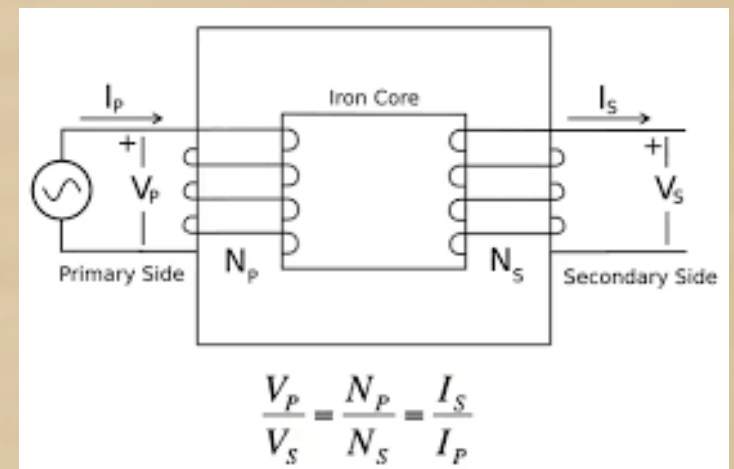 Iron Core
I_P
I_S
+
+
V_P
V_S
N_P
N_S
Primary Side
Secondary Side
V_P / V_S = N_P / N_S = I_S / I_P